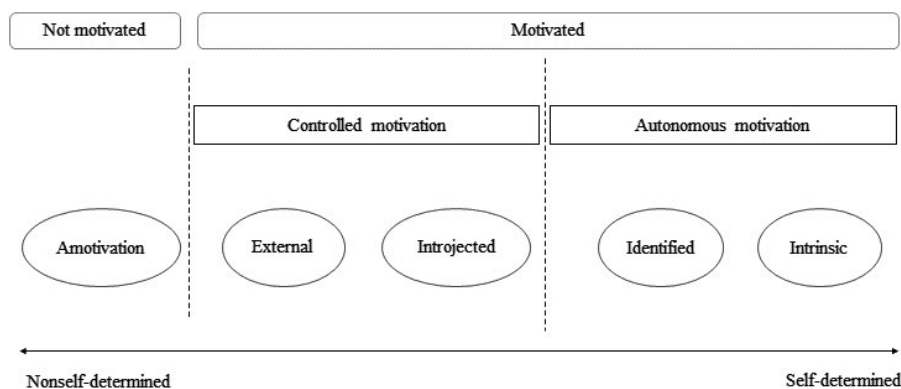 Not motivated
Motivated
Controlled motivation
Autonomous motivation
Amotivation
External
Introjected
Identified
Intrinsic
Nonself-determined
Self-determined